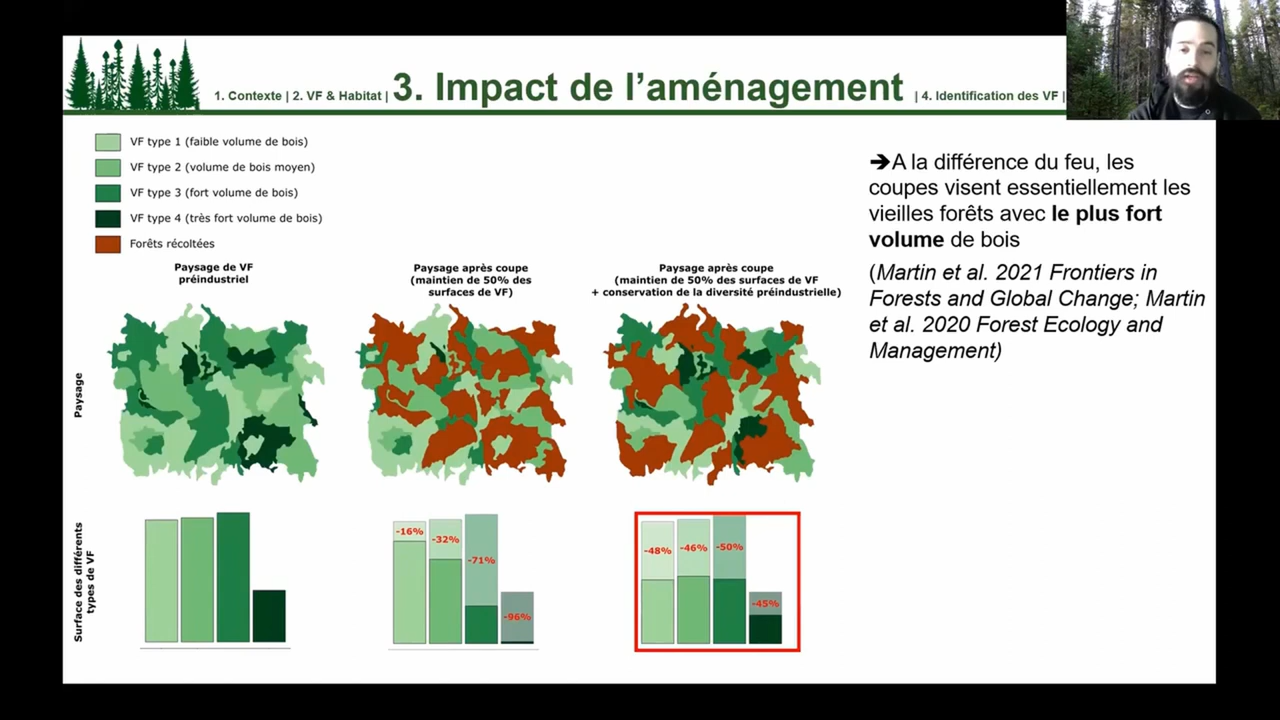 1. Contexte | 2. VF & Habitat | 3. Impact de l’aménagement | 4. Identification des VF |
VF type 1 (faible volume de bois)
VF type 2 (volume de bois moyen)
VF type 3 (fort volume de bois)
VF type 4 (très fort volume de bois)
Forêts récoltées
➔A la différence du feu, les
coupes visent essentiellement les
vieilles forêts avec le plus fort
volume de bois
(Martin et al. 2021 Frontiers in
Forests and Global Change; Martin
et al. 2020 Forest Ecology and
Management)
Paysage de VF
préindustriel
Paysage après coupe
(maintien de 50% des
surfaces de VF)
Paysage après coupe
(maintien de 50% des surfaces de VF
+ conservation de la diversité préindustrielle)
Paysage
Surface des différents
types de VF
-16%
-32%
-71%
-96%
-48%
-46%
-50%
-45%